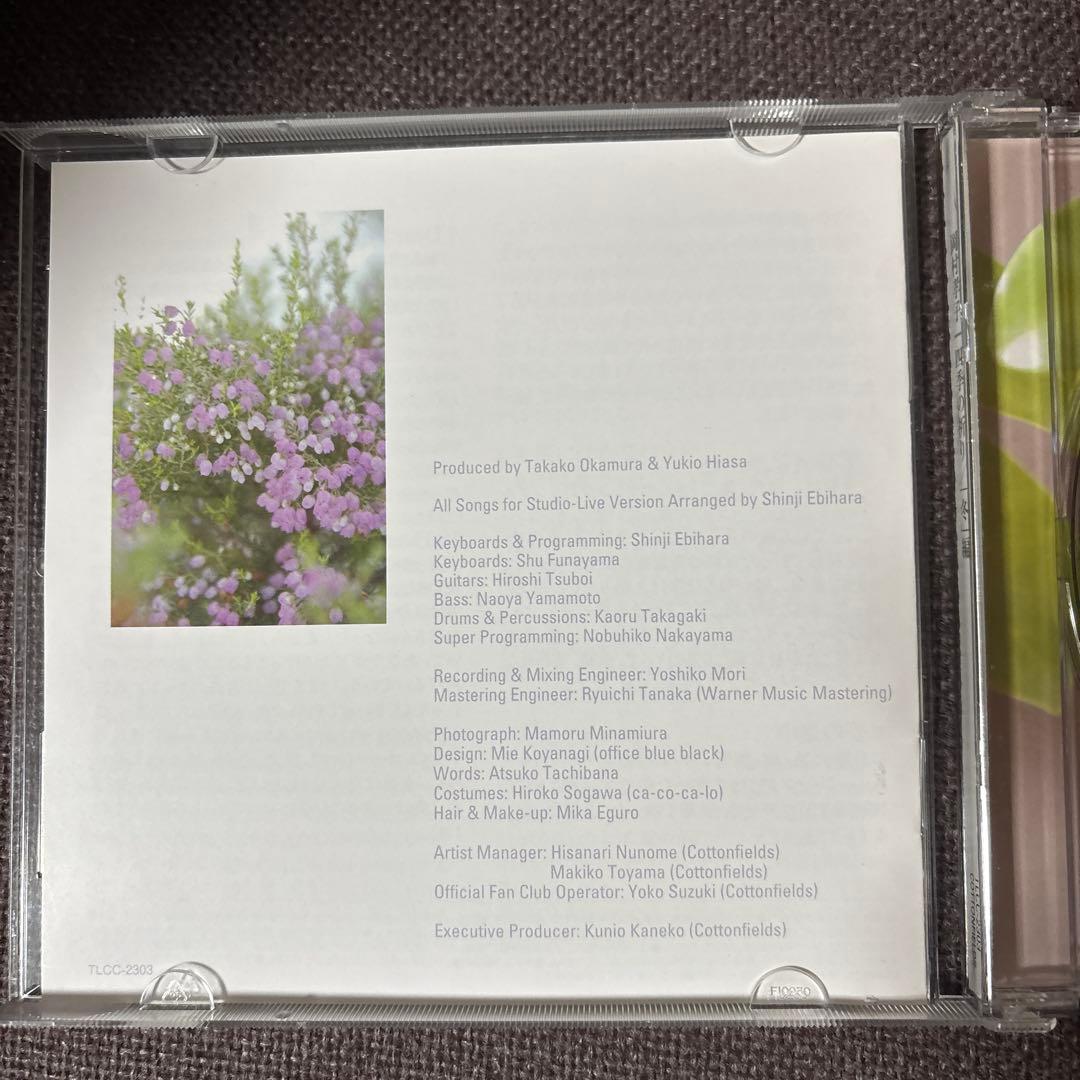 Produced by Takako Okamura & Yukio Hiasa
All Songs for Studio-Live Version Arranged by Shinji Ebihara
Keyboards & Programming: Shinji Ebihara
Keyboards: Shu Funayama
Guitars: Hiroshi Tsuboi
Bass: Naoya Yamamoto
Drums & Percussions: Kaoru Takagaki
Super Programming: Nobuhiko Nakayama
Recording & Mixing Engineer: Yoshiko Mori
Mastering Engineer: Ryuichi Tanaka (Warner Music Mastering)
Photograph: Mamoru Minamiura
Design: Mie Koyanagi (office blue black)
Words: Atsuko Tachibana
Costumes: Hiroko Sogawa (ca-co-ca-lo)
Hair & Make-up: Mika Eguro
Artist Manager: Hisanari Nunome (Cottonfields)
Makiko Toyama (Cottonfields)
Official Fan Club Operator: Yoko Suzuki (Cottonfields)
Executive Producer: Kunio Kaneko (Cottonfields)
TLCC-2303